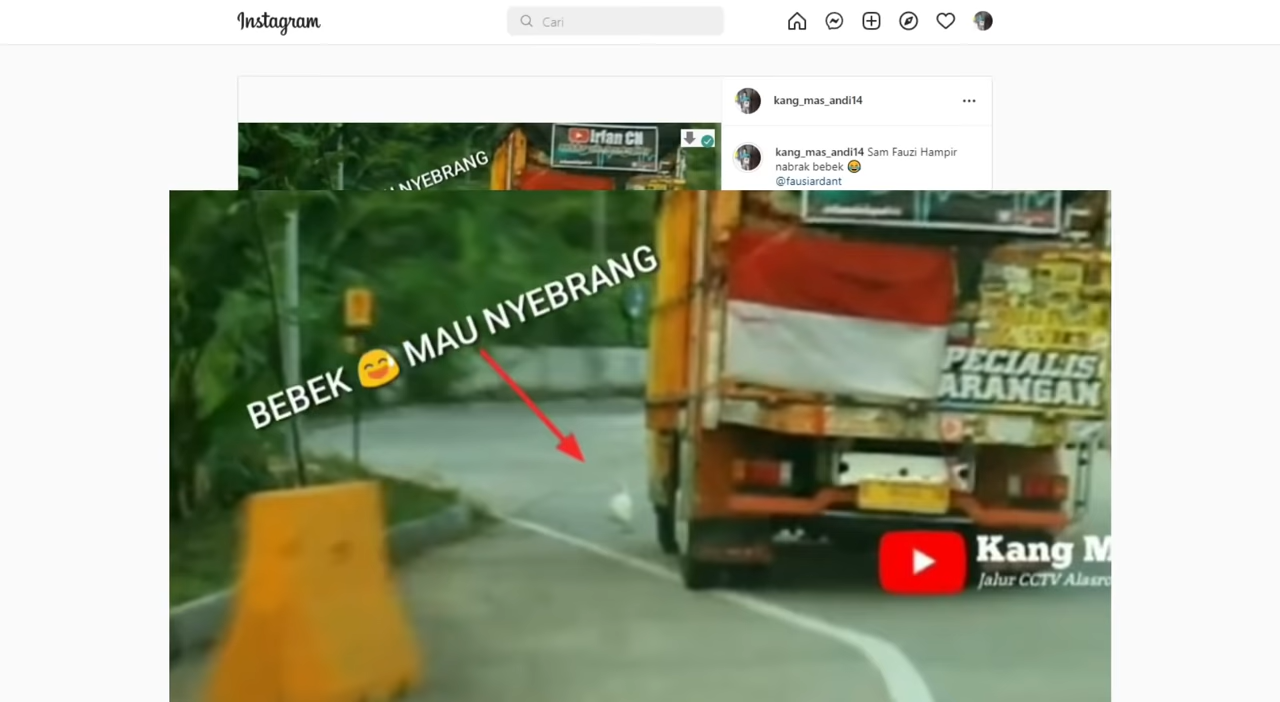 Instagram
Cari
kang_mas_andi14
kang_mas_andi14 Sam Fauzi Hampir
nabrak bebek 😂
@fausiardant
Irfan CH
NYEBRANG
BEBEK 😄 MAU NYEBRANG
PECIALIS
ARANGAN
Kang M
Jalur CCTV Alasro